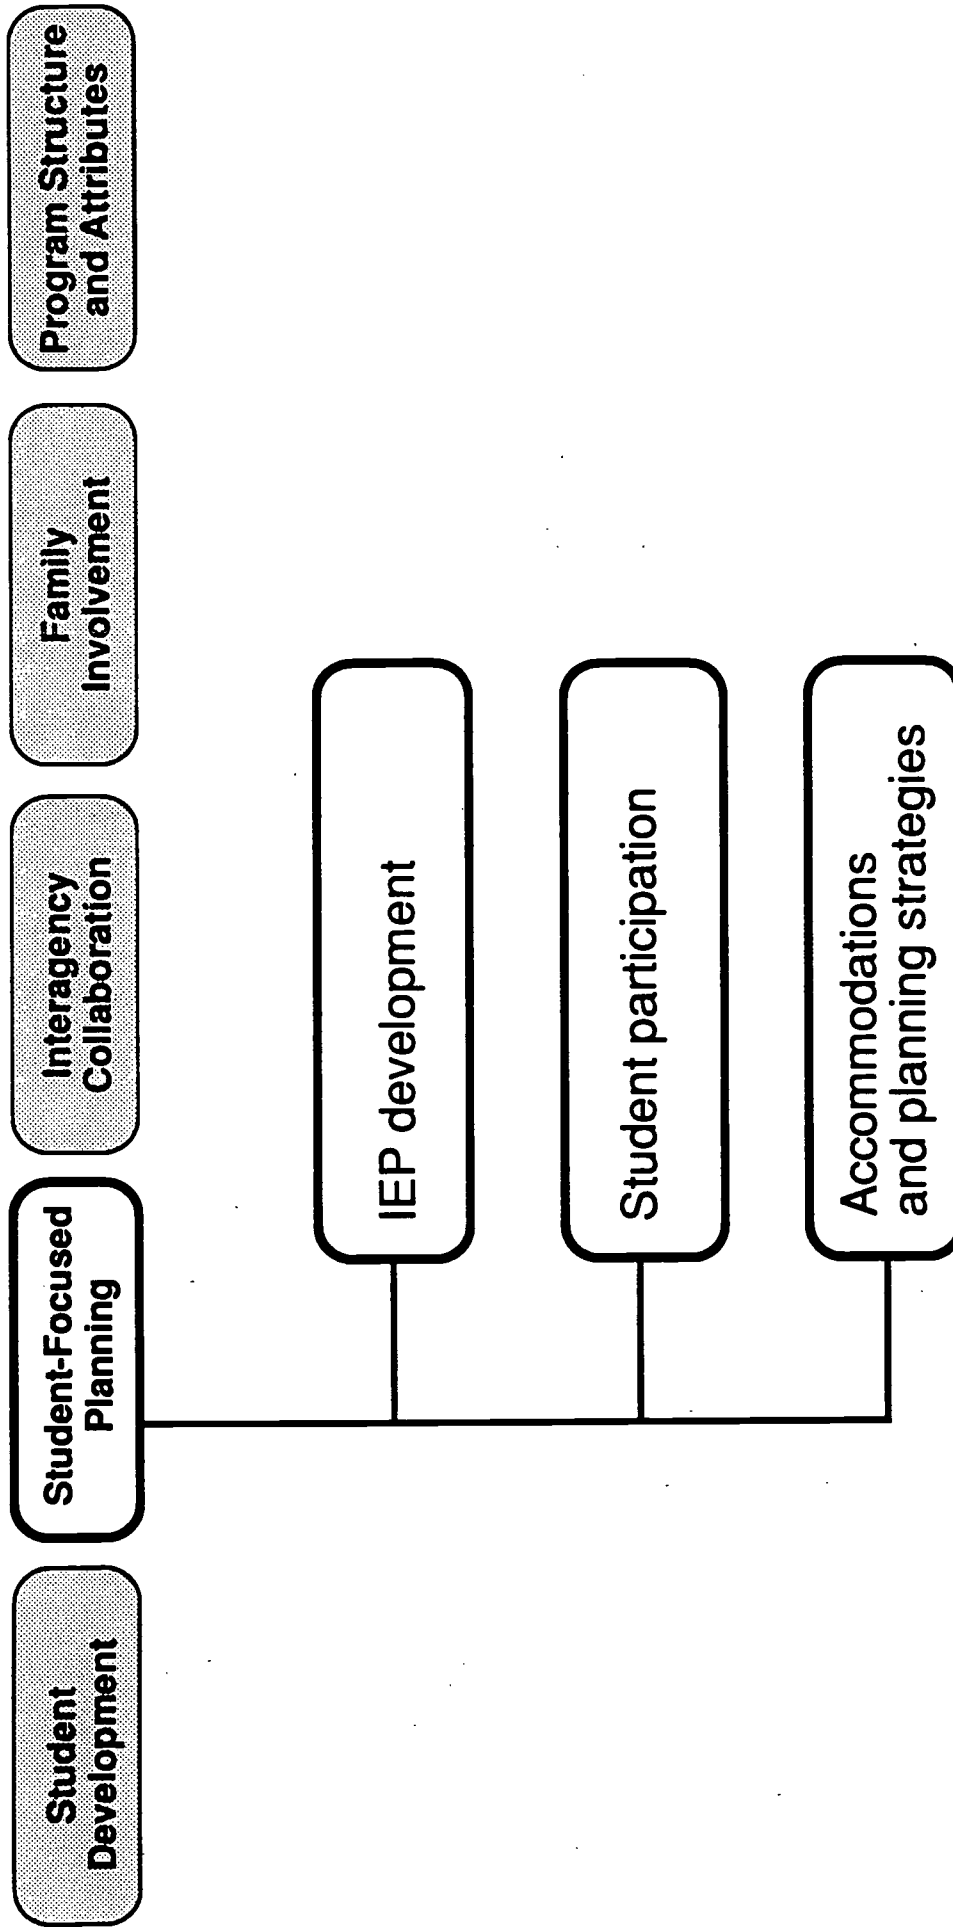 Student
Development
Student-Focused
Planning
Interagency
Collaboration
Family
Involvement
Program Structure
and Attributes
IEP development
Student participation
Accommodations
and planning strategies